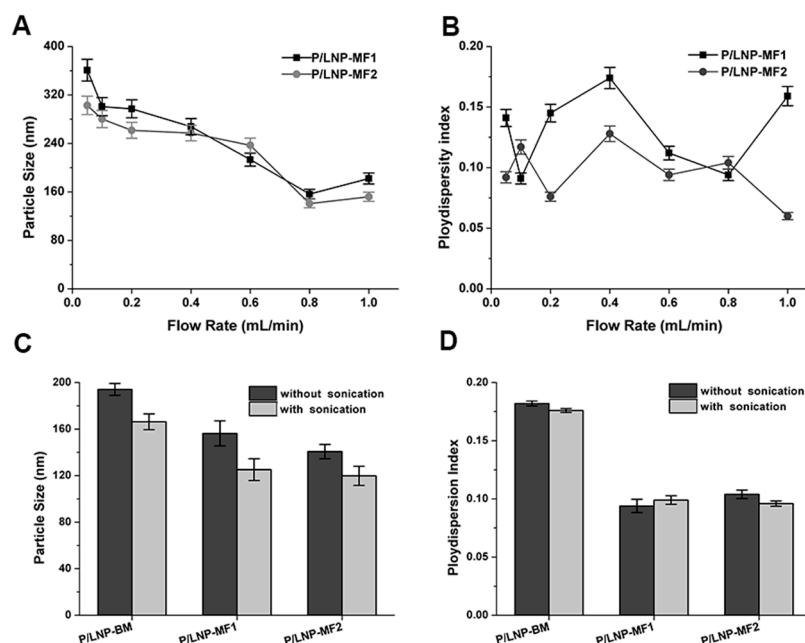 A
P/LNP-MF1
P/LNP-MF2
Particle Size (nm)
400
320
240
160
80
0
0.0 0.2 0.4 0.6 0.8 1.0
Flow Rate (mL/min)
B
P/LNP-MF1
P/LNP-MF2
Ploydispersity index
0.20
0.15
0.10
0.05
0.00
0.0 0.2 0.4 0.6 0.8 1.0
Flow Rate (mL/min)
C
without sonication
with sonication
Particle Size (nm)
200
160
120
80
40
0
P/LNP-BM P/LNP-MF1 P/LNP-MF2
D
without sonication
with sonication
Ploydispersion Index
0.20
0.15
0.10
0.05
0.00
P/LNP-BM P/LNP-MF1 P/LNP-MF2